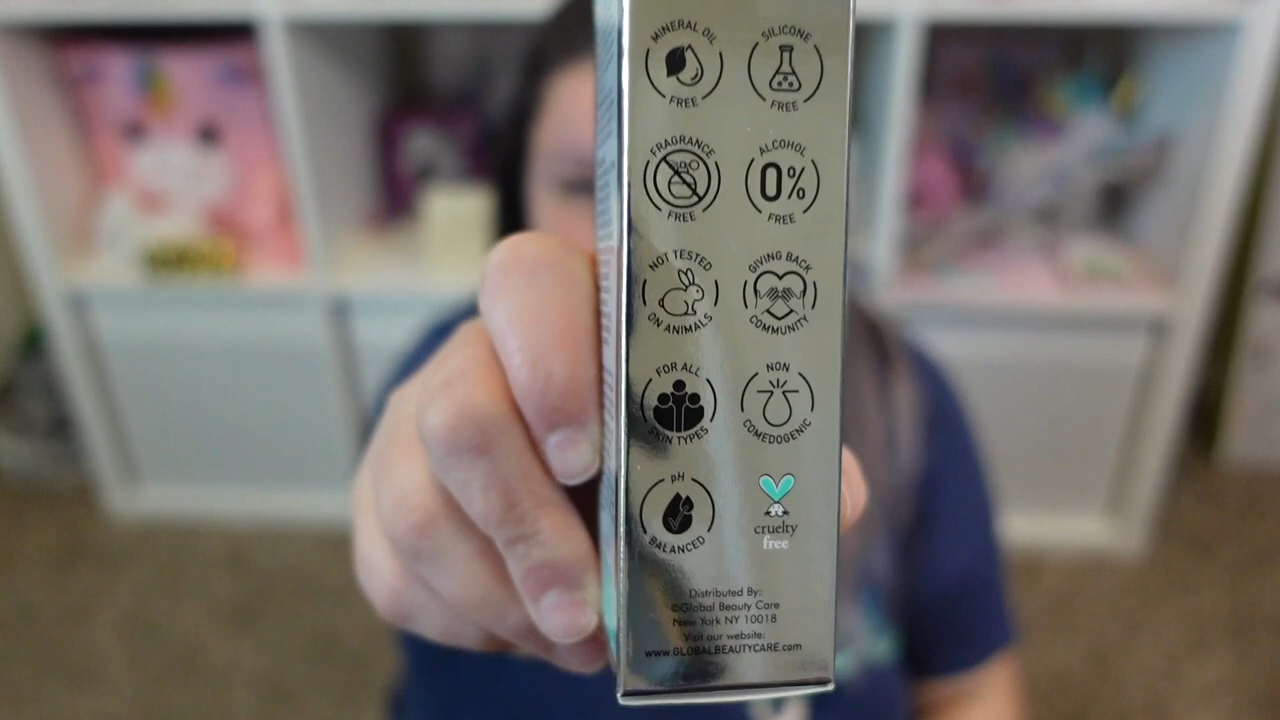 MINERAL OIL
FREE
SILICONE
FREE
FRAGRANCE
FREE
ALCOHOL
0%
FREE
NOT TESTED
ON ANIMALS
GIVING BACK
COMMUNITY
FOR ALL
SKIN TYPES
NON
COMEDOGENIC
pH
BALANCED
cruelty
free
Distributed By:
©Global Beauty Care
New York NY 10018
Visit our website:
www.GLOBALBEAUTYCARE.com